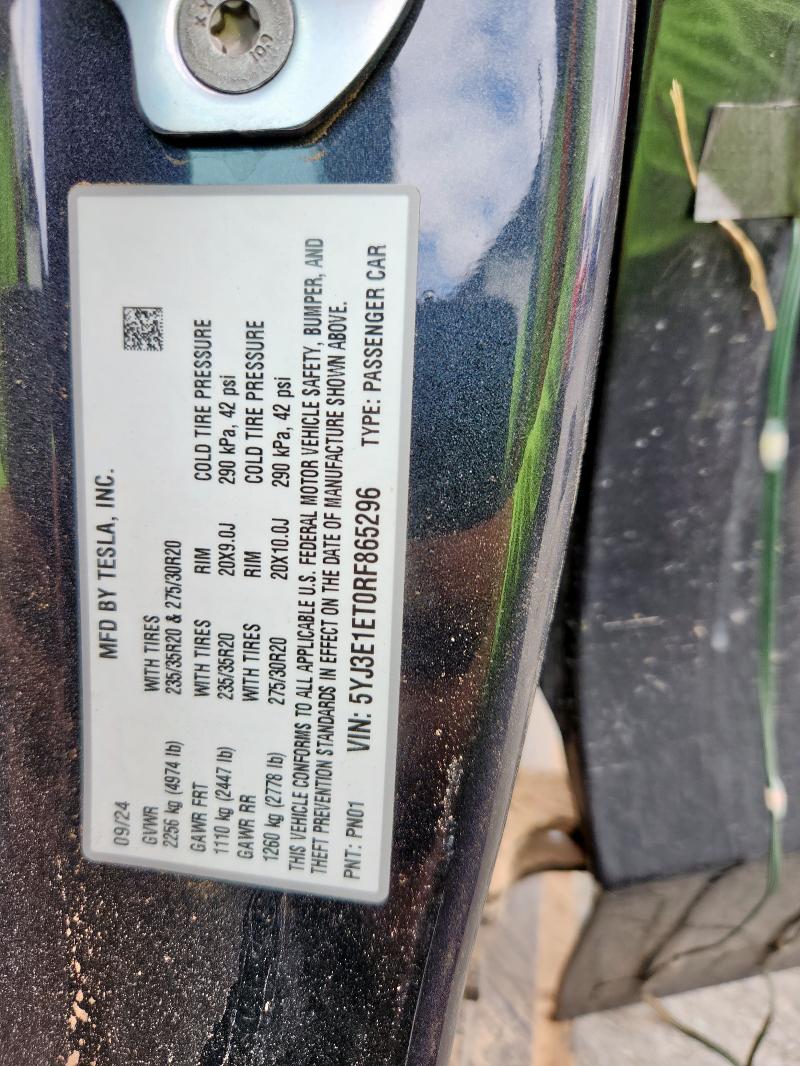 MFD BY TESLA, INC.
09/24
GVWR WITH TIRES
2256 kg (4974 lb) 235/35R20 & 275/30R20
GAWR FRT WITH TIRES RIM COLD TIRE PRESSURE
1110 kg (2447 lb) 235/35R20 20X9.0J 290 kPa, 42 psi
GAWR RR WITH TIRES RIM COLD TIRE PRESSURE
1260 kg (2778 lb) 275/30R20 20X10.0J 290 kPa, 42 psi
THIS VEHICLE CONFORMS TO ALL APPLICABLE U.S. FEDERAL MOTOR VEHICLE SAFETY, BUMPER, AND
THEFT PREVENTION STANDARDS IN EFFECT ON THE DATE OF MANUFACTURE SHOWN ABOVE.
PNT: PN01 VIN: 5YJ3E1ET0RF865296 TYPE: PASSENGER CAR